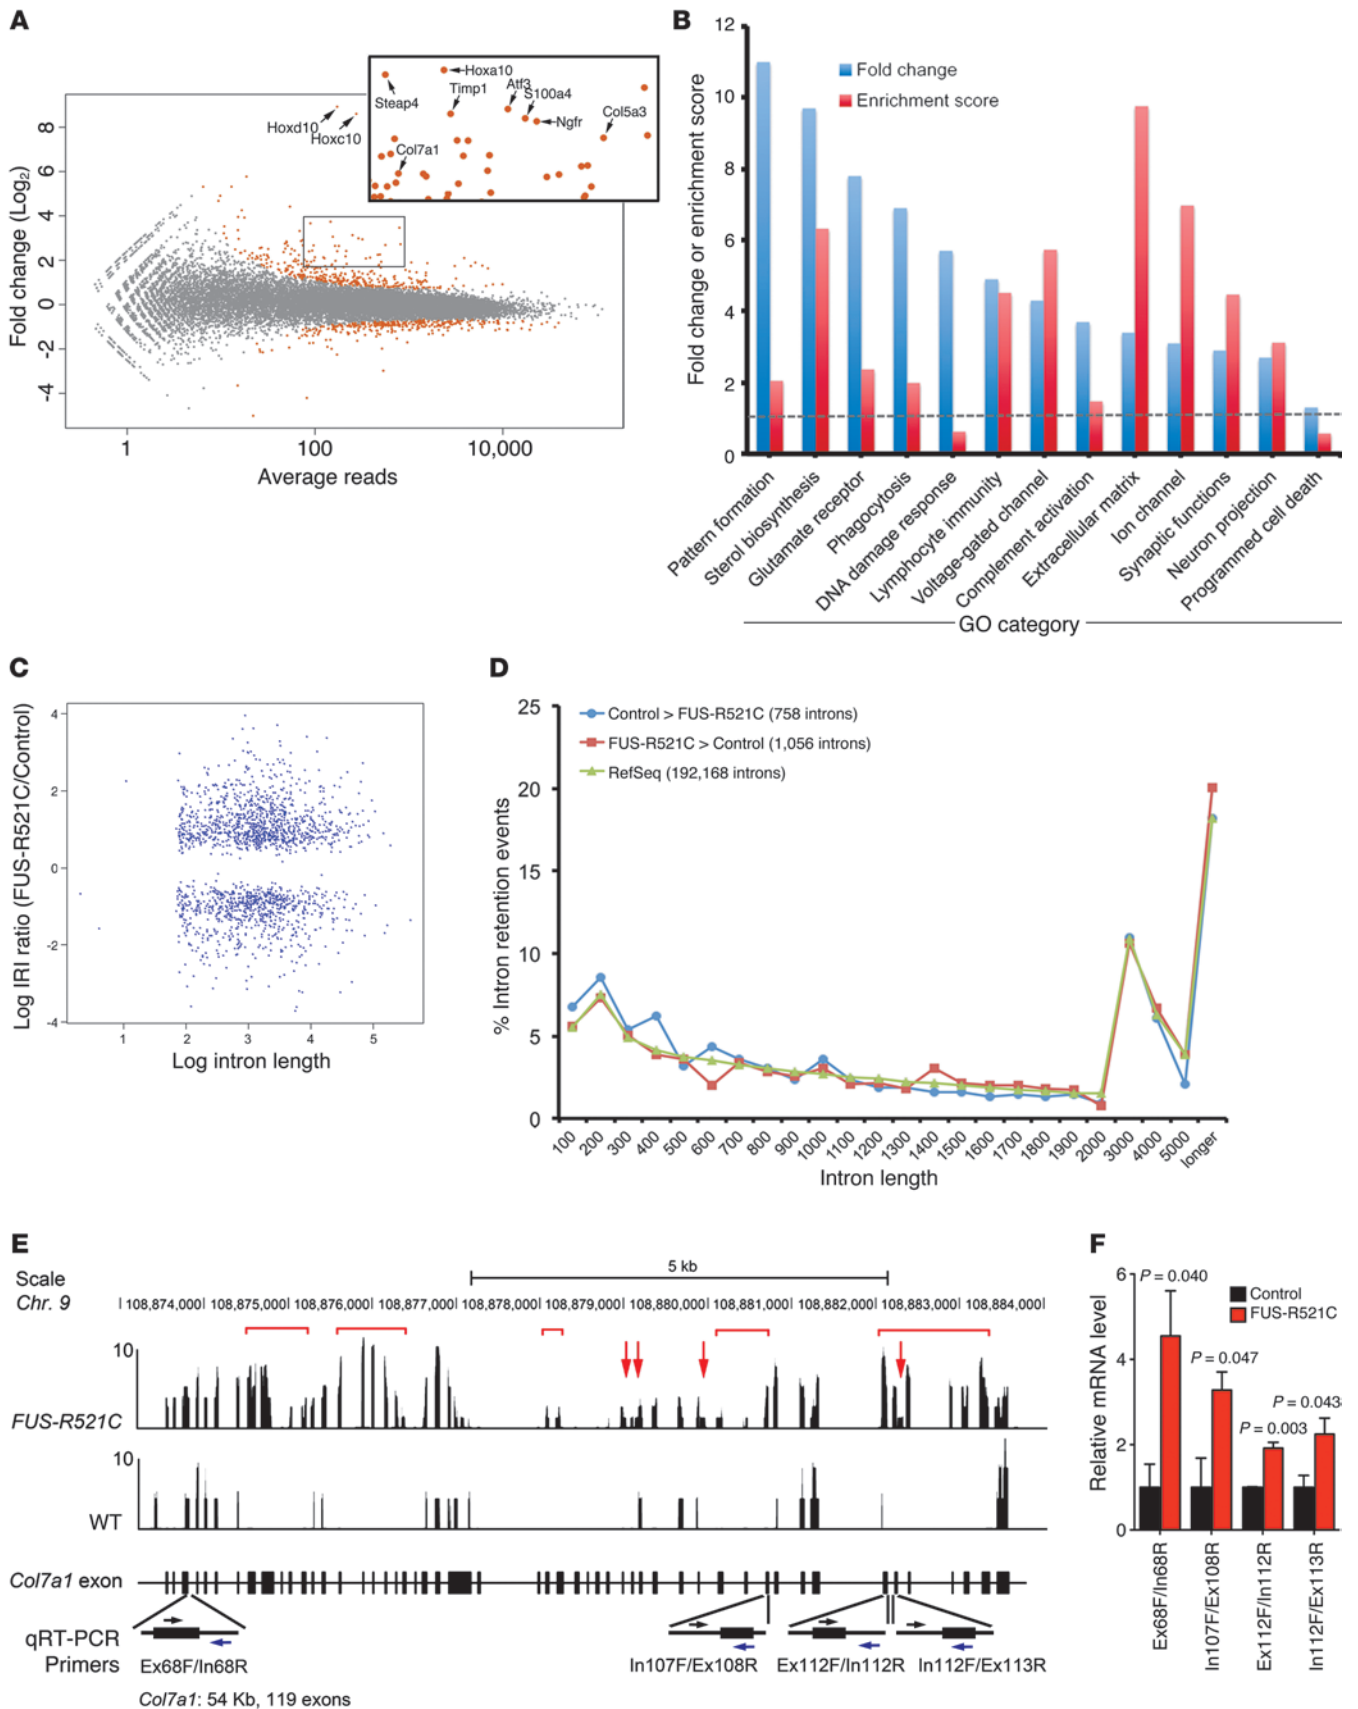 A
Fold change (Log2)
8
6
4
2
0
-2
-4
1
100
10,000
Average reads
Hoxd10
Hoxc10
Steap4
Hoxa10
Timp1
Atf3
S100a4
Ngfr
Col5a3
Col7a1
B
Fold change or enrichment score
12
10
8
6
4
2
0
Fold change
Enrichment score
Pattern formation
Sterol biosynthesis
Glutamate receptor
Phagocytosis
DNA damage response
Lymphocyte immunity
Voltage-gated channel
Complement activation
Extracellular matrix
Ion channel
Synaptic functions
Neuron projection
Programmed cell death
GO category
C
Log IRI ratio (FUS-R521C/Control)
4
2
0
-2
-4
1
2
3
4
5
Log intron length
D
% Intron retention events
25
20
15
10
5
0
Control > FUS-R521C (758 introns)
FUS-R521C > Control (1,056 introns)
RefSeq (192,168 introns)
100
200
300
400
500
600
700
800
900
1000
1100
1200
1300
1400
1500
1600
1700
1800
1900
2000
3000
4000
5000
longer
Intron length
E
Scale
5 kb
Chr. 9
108,874,000
108,875,000
108,876,000
108,877,000
108,878,000
108,879,000
108,880,000
108,881,000
108,882,000
108,883,000
108,884,000
10
FUS-R521C
10
WT
Col7a1 exon
qRT-PCR
Primers
Ex68F/In68R
In107F/Ex108R
Ex112F/In112R
In112F/Ex113R
Col7a1: 54 Kb, 119 exons
F
Relative mRNA level
6
4
2
0
P = 0.040
P = 0.047
P = 0.003
P = 0.043
Control
FUS-R521C
Ex68F/In68R
In107F/Ex108R
Ex112F/In112R
In112F/Ex113R